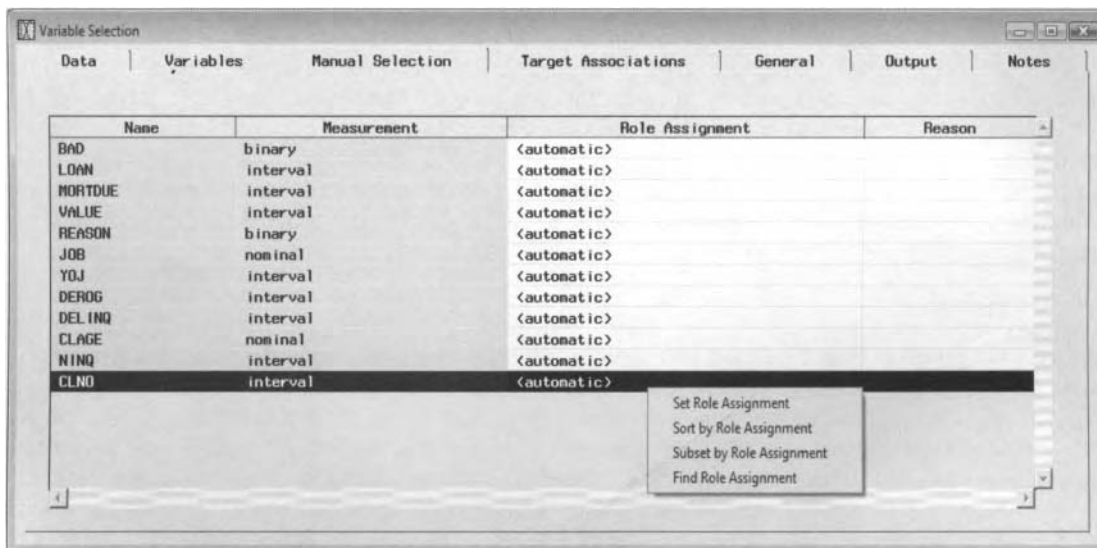 Variable Selection
Data Variables Manual Selection Target Associations General Output Notes
Name Measurement Role Assignment Reason
BAD binary <automatic>
LOAN interval <automatic>
MORTDUE interval <automatic>
VALUE interval <automatic>
REASON binary <automatic>
JOB nominal <automatic>
YOJ interval <automatic>
DEROG interval <automatic>
DELINQ interval <automatic>
CLAGE nominal <automatic>
NINQ interval <automatic>
CLNO interval <automatic>
Set Role Assignment
Sort by Role Assignment
Subset by Role Assignment
Find Role Assignment